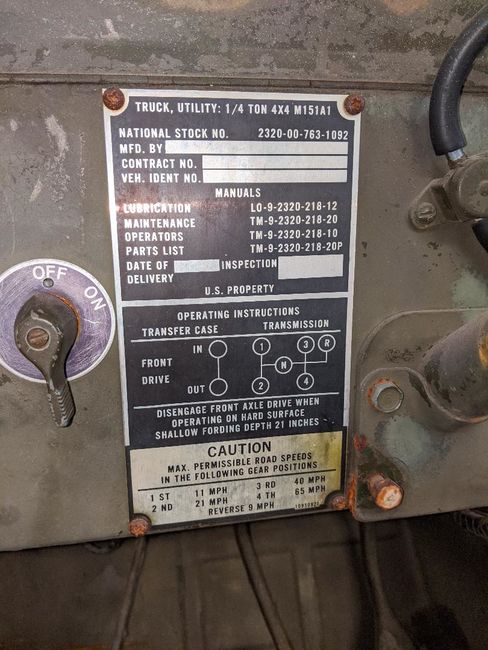 TRUCK, UTILITY: 1/4 TON 4X4 M151A1
NATIONAL STOCK NO. 2320-00-763-1092
MFD. BY
CONTRACT NO.
VEH. IDENT NO.
MANUALS
LUBRICATION LO-9-2320-218-12
MAINTENANCE TM-9-2320-218-20
OPERATORS TM-9-2320-218-10
PARTS LIST TM-9-2320-218-20P
DATE OF INSPECTION
DELIVERY
U.S. PROPERTY
OFF ON
OPERATING INSTRUCTIONS
TRANSFER CASE TRANSMISSION
IN 1 3 R
FRONT
N
DRIVE
OUT 2 4
DISENGAGE FRONT AXLE DRIVE WHEN
OPERATING ON HARD SURFACE
SHALLOW FORDING DEPTH 21 INCHES
CAUTION
MAX. PERMISSIBLE ROAD SPEEDS
IN THE FOLLOWING GEAR POSITIONS
1 ST 11 MPH 3 RD 40 MPH
2 ND 21 MPH 4 TH 65 MPH
REVERSE 9 MPH